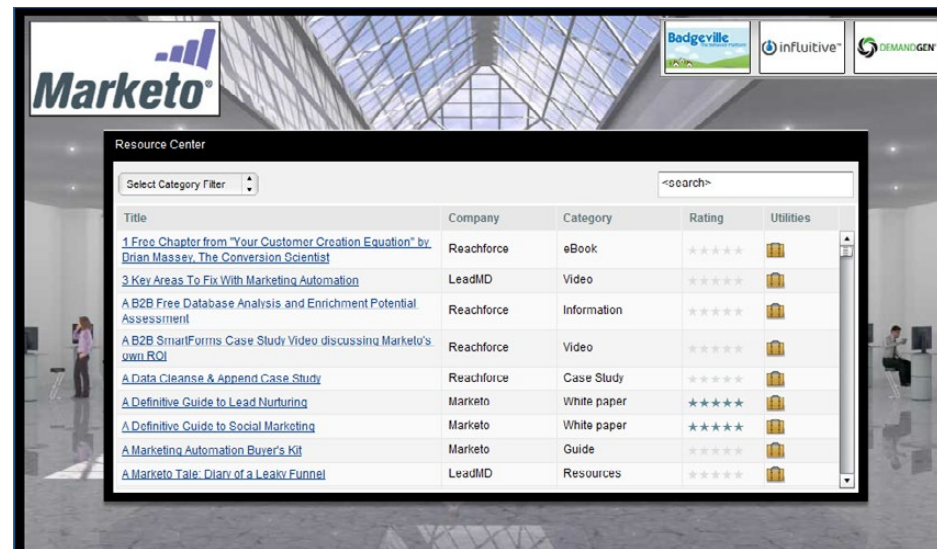 Marketo®
Badgeville
The Behavior Platform
influitive™
DEMANDGEN
Resource Center
Select Category Filter
<search>
Title Company Category Rating Utilities
1 Free Chapter from "Your Customer Creation Equation" by Reachforce eBook
Brian Massey, The Conversion Scientist
3 Key Areas To Fix With Marketing Automation LeadMD Video
A B2B Free Database Analysis and Enrichment Potential Reachforce Information
Assessment
A B2B SmartForms Case Study Video discussing Marketo's Reachforce Video
own ROI
A Data Cleanse & Append Case Study Reachforce Case Study
A Definitive Guide to Lead Nurturing Marketo White paper
A Definitive Guide to Social Marketing Marketo White paper
A Marketing Automation Buyer's Kit Marketo Guide
A Marketo Tale: Diary of a Leaky Funnel LeadMD Resources